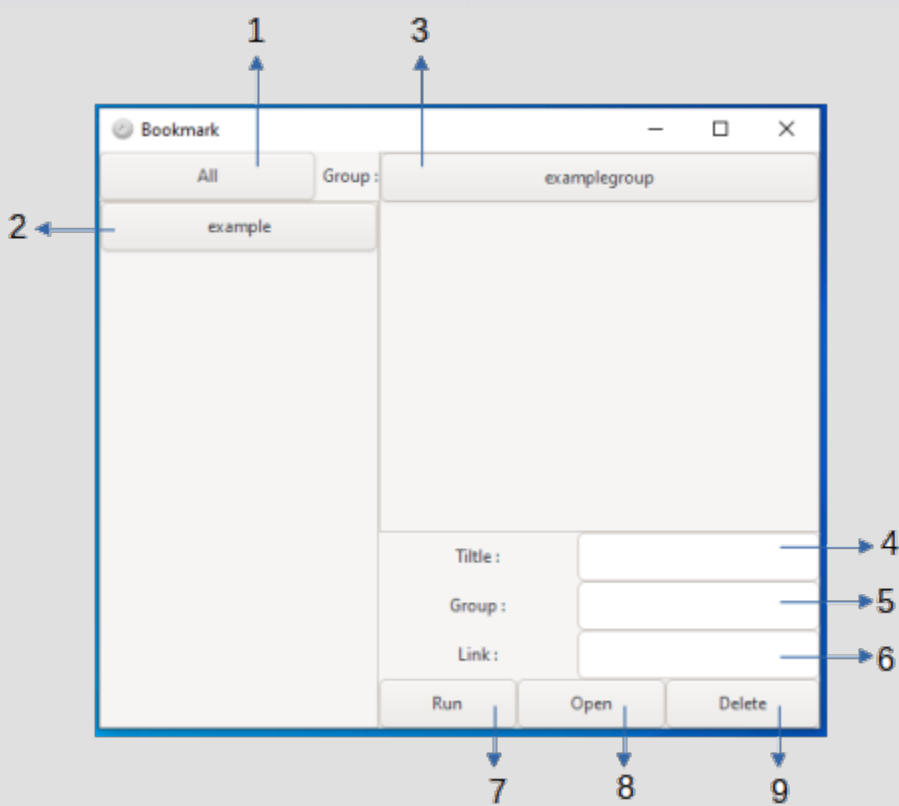 1 3
Bookmark
All Group : examplegroup
2 example
Tiltle : 4
Group : 5
Link : 6
Run Open Delete
7 8 9